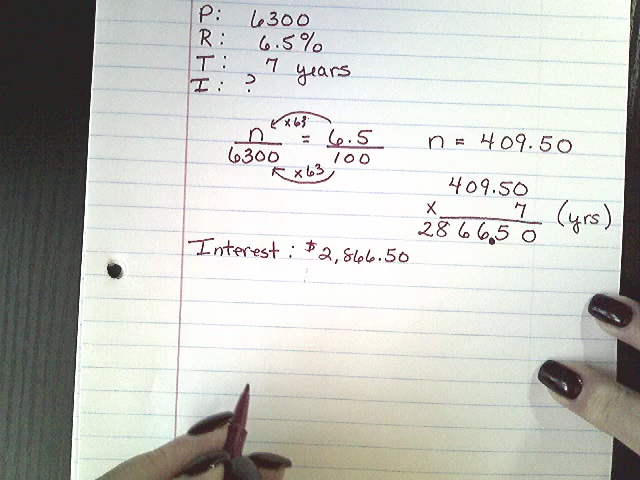 P: 6300
R: 6.5%
T: 7 years
I: ?
x63
n = 6.5 n = 409.50
6300 100
x63
409.50
x 7 (yrs)
2866.50
Interest: $2,866.50